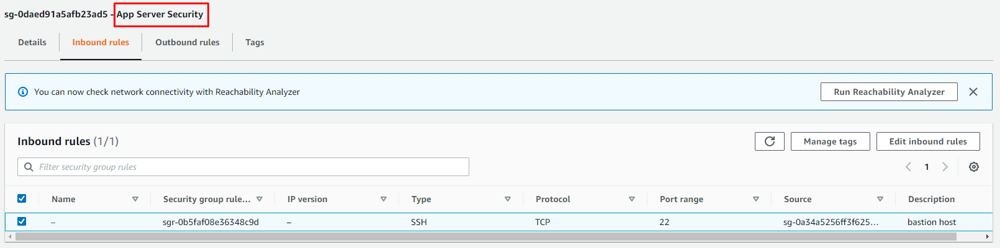 sg-0daed91a5afb23ad5 - App Server Security
Details Inbound rules Outbound rules Tags
You can now check network connectivity with Reachability Analyzer Run Reachability Analyzer
Inbound rules (1/1) Manage tags Edit inbound rules
Filter security group rules 1
Name Security group rule... IP version Type Protocol Port range Source Description
– sgr-0b5faf08e36348c9d – SSH TCP 22 sg-0a34a5256ff3f625... bastion host